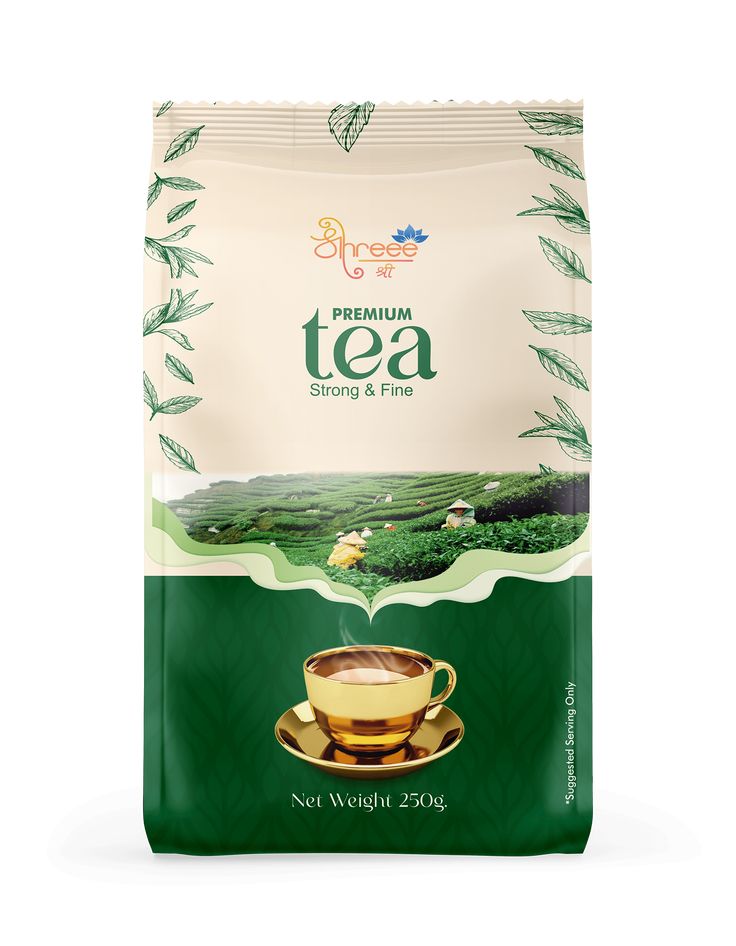 Shreee
श्री
PREMIUM
tea
Strong & Fine
Net Weight 250g.
*Suggested Serving Only